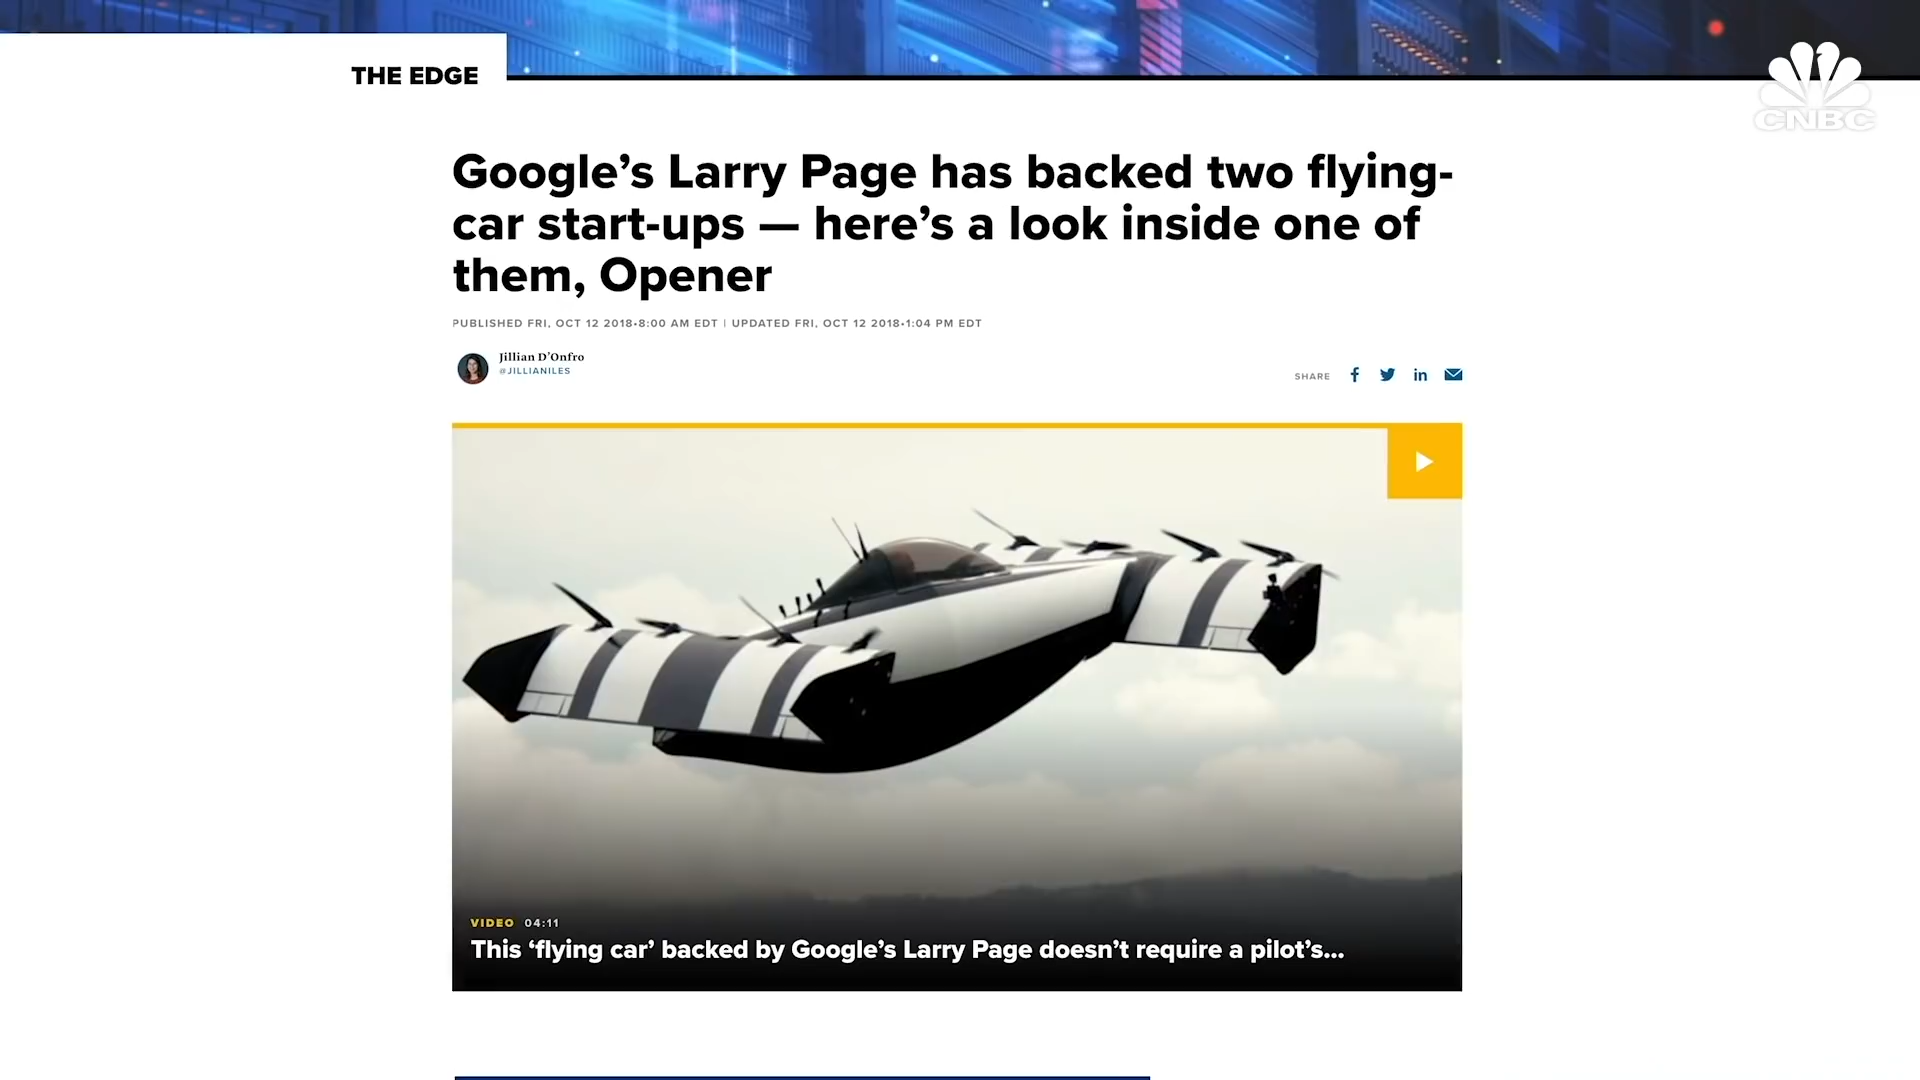 THE EDGE
CNBC
Google’s Larry Page has backed two flying-
car start-ups — here’s a look inside one of
them, Opener
PUBLISHED FRI, OCT 12 2018•8:00 AM EDT | UPDATED FRI, OCT 12 2018•1:04 PM EDT
Jillian D’Onfro
@JILLIANILES
SHARE
VIDEO 04:11
This ‘flying car’ backed by Google’s Larry Page doesn’t require a pilot’s...